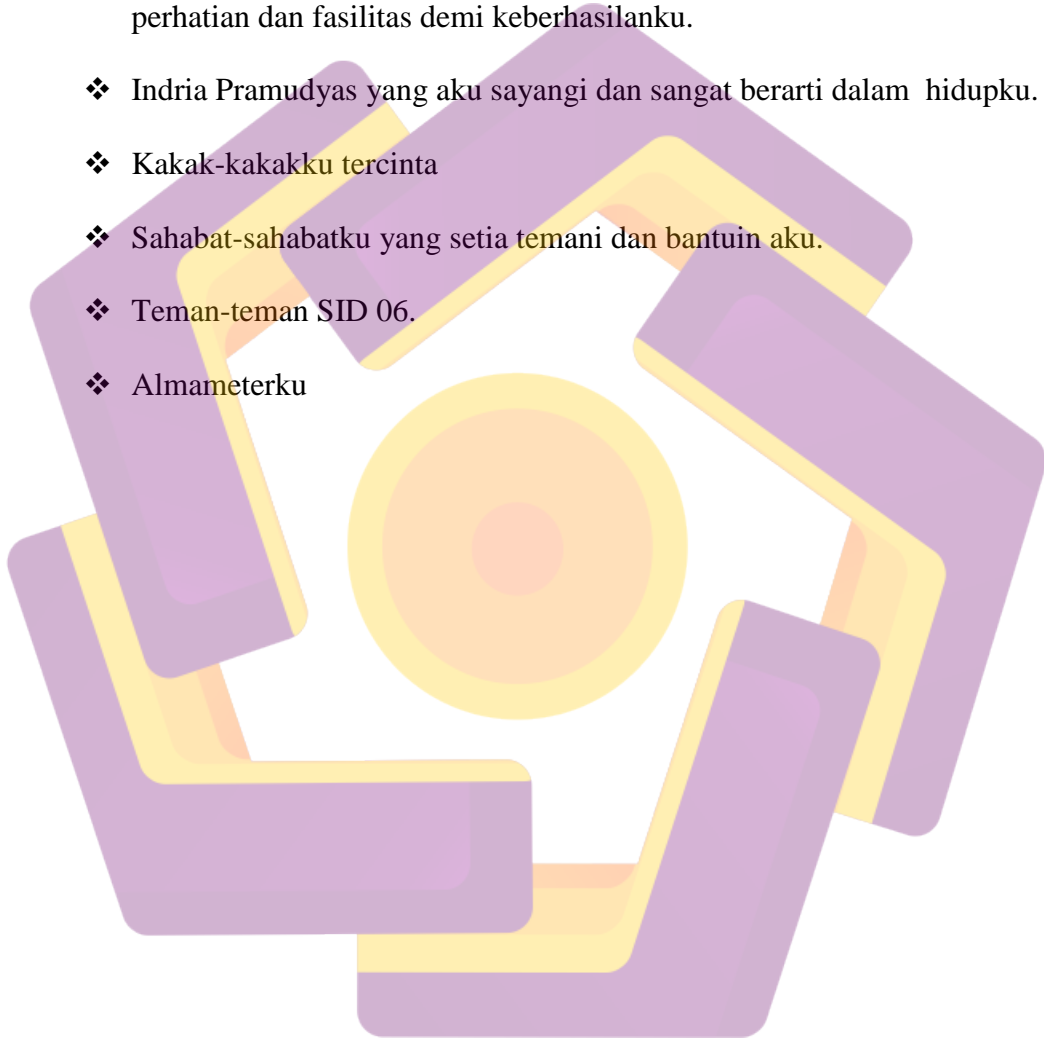 perhatian dan fasilitas demi keberhasilanku.
❖ Indria Pramudyas yang aku sayangi dan sangat berarti dalam hidupku.
❖ Kakak-kakakku tercinta
❖ Sahabat-sahabatku yang setia temani dan bantuin aku.
❖ Teman-teman SID 06.
❖ Almameterku